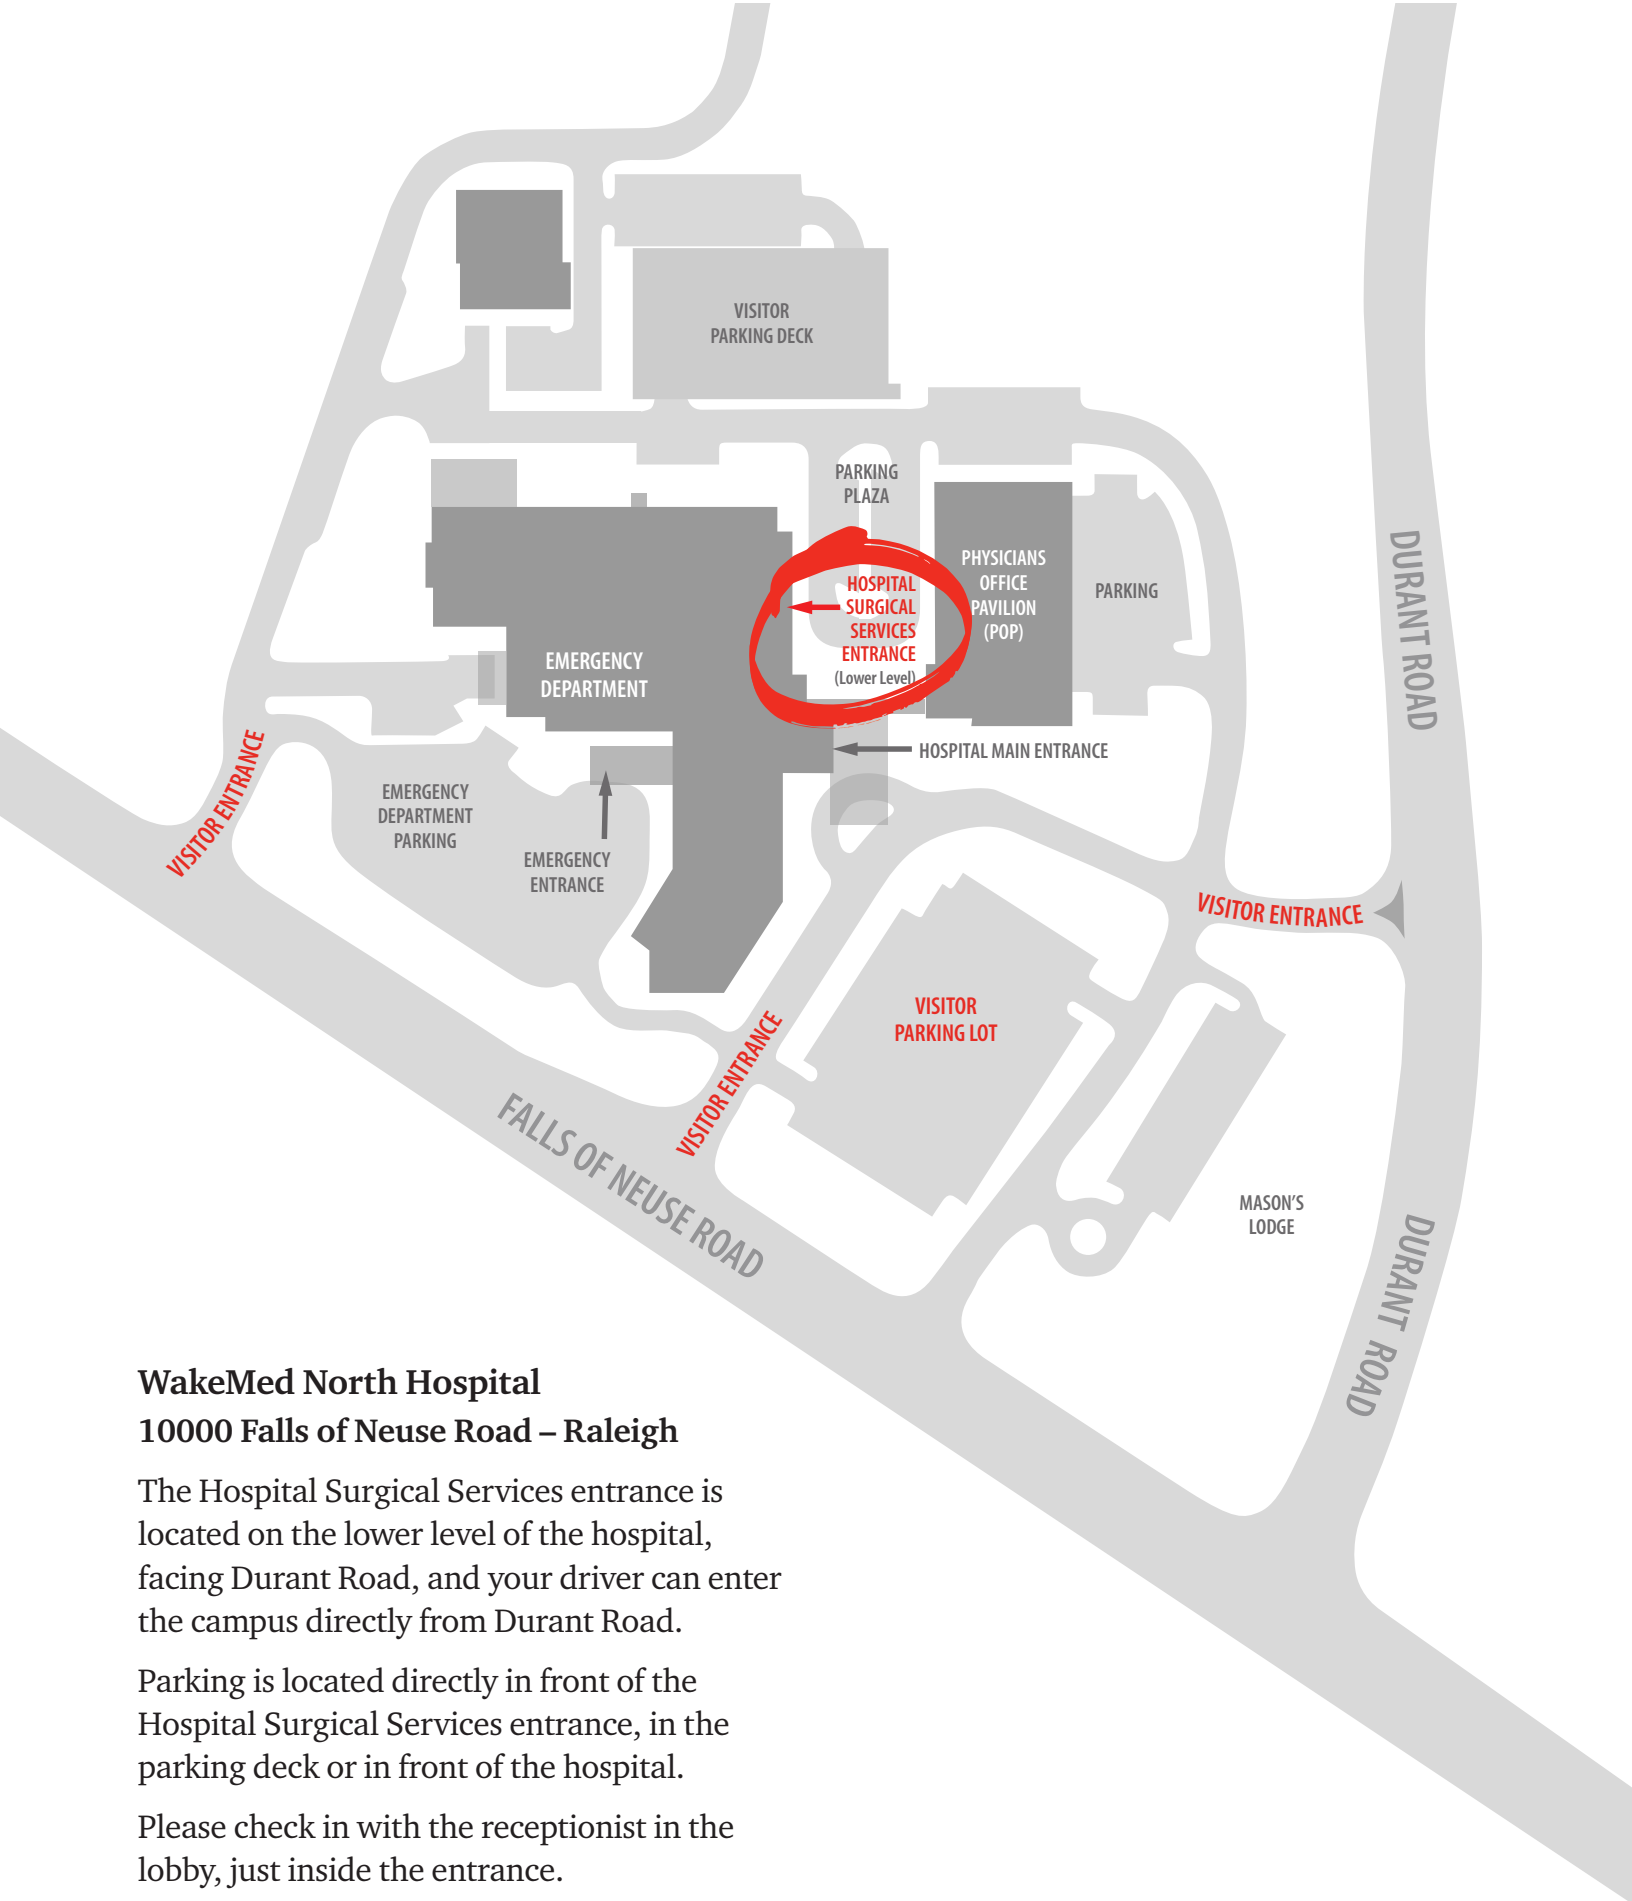 VISITOR
PARKING DECK
PARKING
PLAZA
HOSPITAL
SURGICAL
SERVICES
ENTRANCE
(Lower Level)
PHYSICIANS
OFFICE
PAVILION
(POP)
PARKING
DURANT ROAD
EMERGENCY
DEPARTMENT
HOSPITAL MAIN ENTRANCE
VISITOR ENTRANCE
EMERGENCY
DEPARTMENT
PARKING
EMERGENCY
ENTRANCE
VISITOR ENTRANCE
VISITOR
PARKING LOT
VISITOR ENTRANCE
FALLS OF NEUSE ROAD
MASON'S
LODGE
DURANT ROAD
WakeMed North Hospital
10000 Falls of Neuse Road – Raleigh
The Hospital Surgical Services entrance is
located on the lower level of the hospital,
facing Durant Road, and your driver can enter
the campus directly from Durant Road.
Parking is located directly in front of the
Hospital Surgical Services entrance, in the
parking deck or in front of the hospital.
Please check in with the receptionist in the
lobby, just inside the entrance.